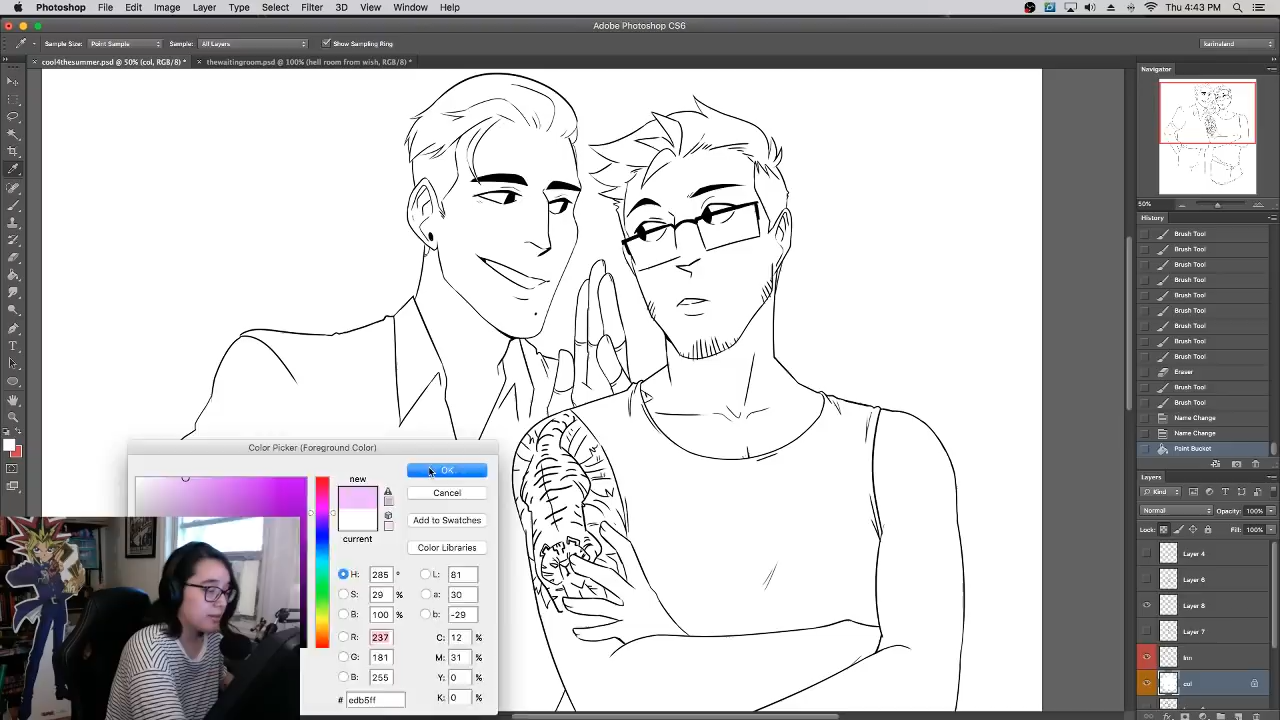 Photoshop File Edit Image Layer Type Select Filter 3D View Window Help Thu 4:43 PM
Adobe Photoshop CS6
Sample Size: Point Sample Sample: All Layers Show Sampling Ring karinaland
cool4thesummer.psd @ 50% (col, RGB/8) * thewaitingroom.psd @ 100% (hell room from wish, RGB/8) *
Navigator
50%
History
Brush Tool
Brush Tool
Brush Tool
Brush Tool
Brush Tool
Brush Tool
Brush Tool
Brush Tool
Brush Tool
Eraser
Brush Tool
Brush Tool
Name Change
Name Change
Paint Bucket
Layers
Kind
Normal Opacity: 100%
Lock: Fill: 100%
Layer 4
Layer 6
Layer 8
Layer 7
col
Color Picker (Foreground Color)
new
current
OK
Cancel
Add to Swatches
Color Libraries
H: 285 °
S: 29 %
B: 100 %
R: 237
G: 181
B: 255
L: 81
30
b: -29
C: 12 %
M: 31 %
Y: 0 %
K: 0 %
# edb5ff